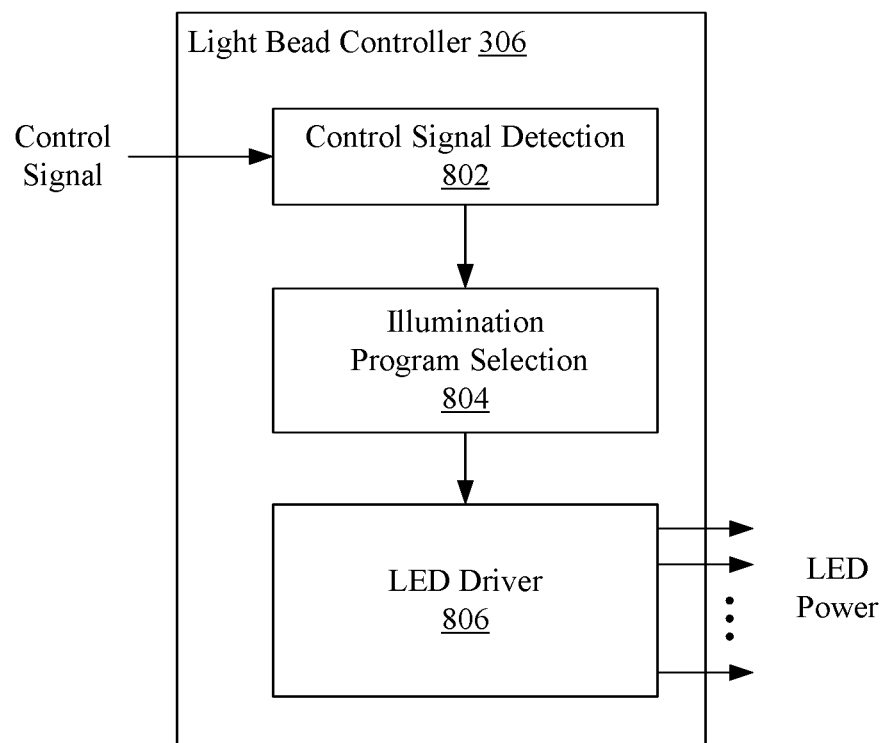 Light Bead Controller 306
Control
Signal
Control Signal Detection
802
Illumination
Program Selection
804
LED Driver
806
LED
Power